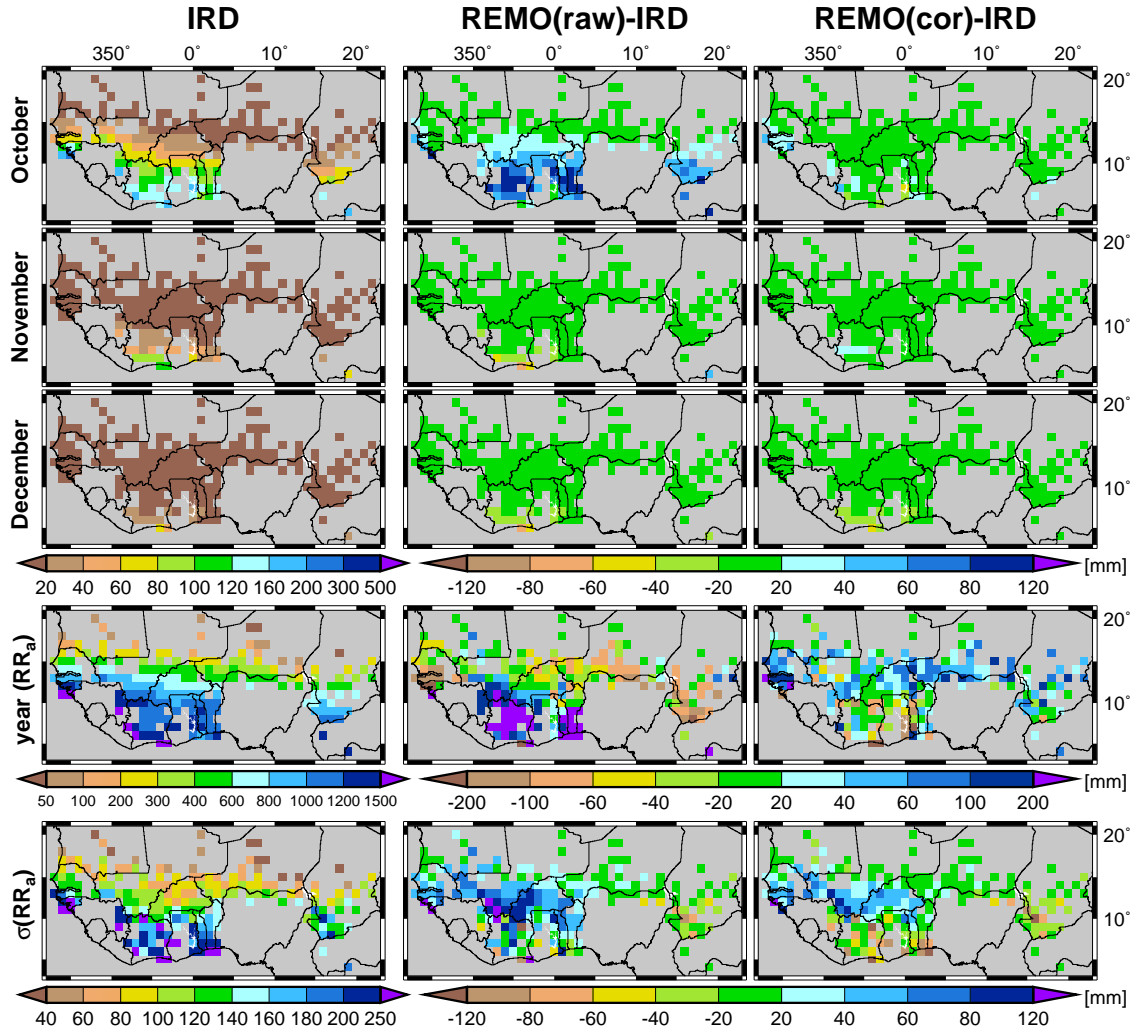 IRD REMO(raw)-IRD REMO(cor)-IRD
350° 0° 10° 20° 350° 0° 10° 20° 350° 0° 10° 20°
October
20°
10°
November
20°
10°
December
20°
10°
20 40 60 80 100 120 160 200 300 500
-120 -80 -60 -40 -20 20 40 60 80 120 [mm]
year (RRa)
20°
10°
50 100 200 300 400 600 800 1000 1200 1500
-200 -100 -60 -40 -20 20 40 60 100 200 [mm]
σ(RRa)
20°
10°
40 60 80 100 120 140 160 180 200 250
-120 -80 -60 -40 -20 20 40 60 80 120 [mm]